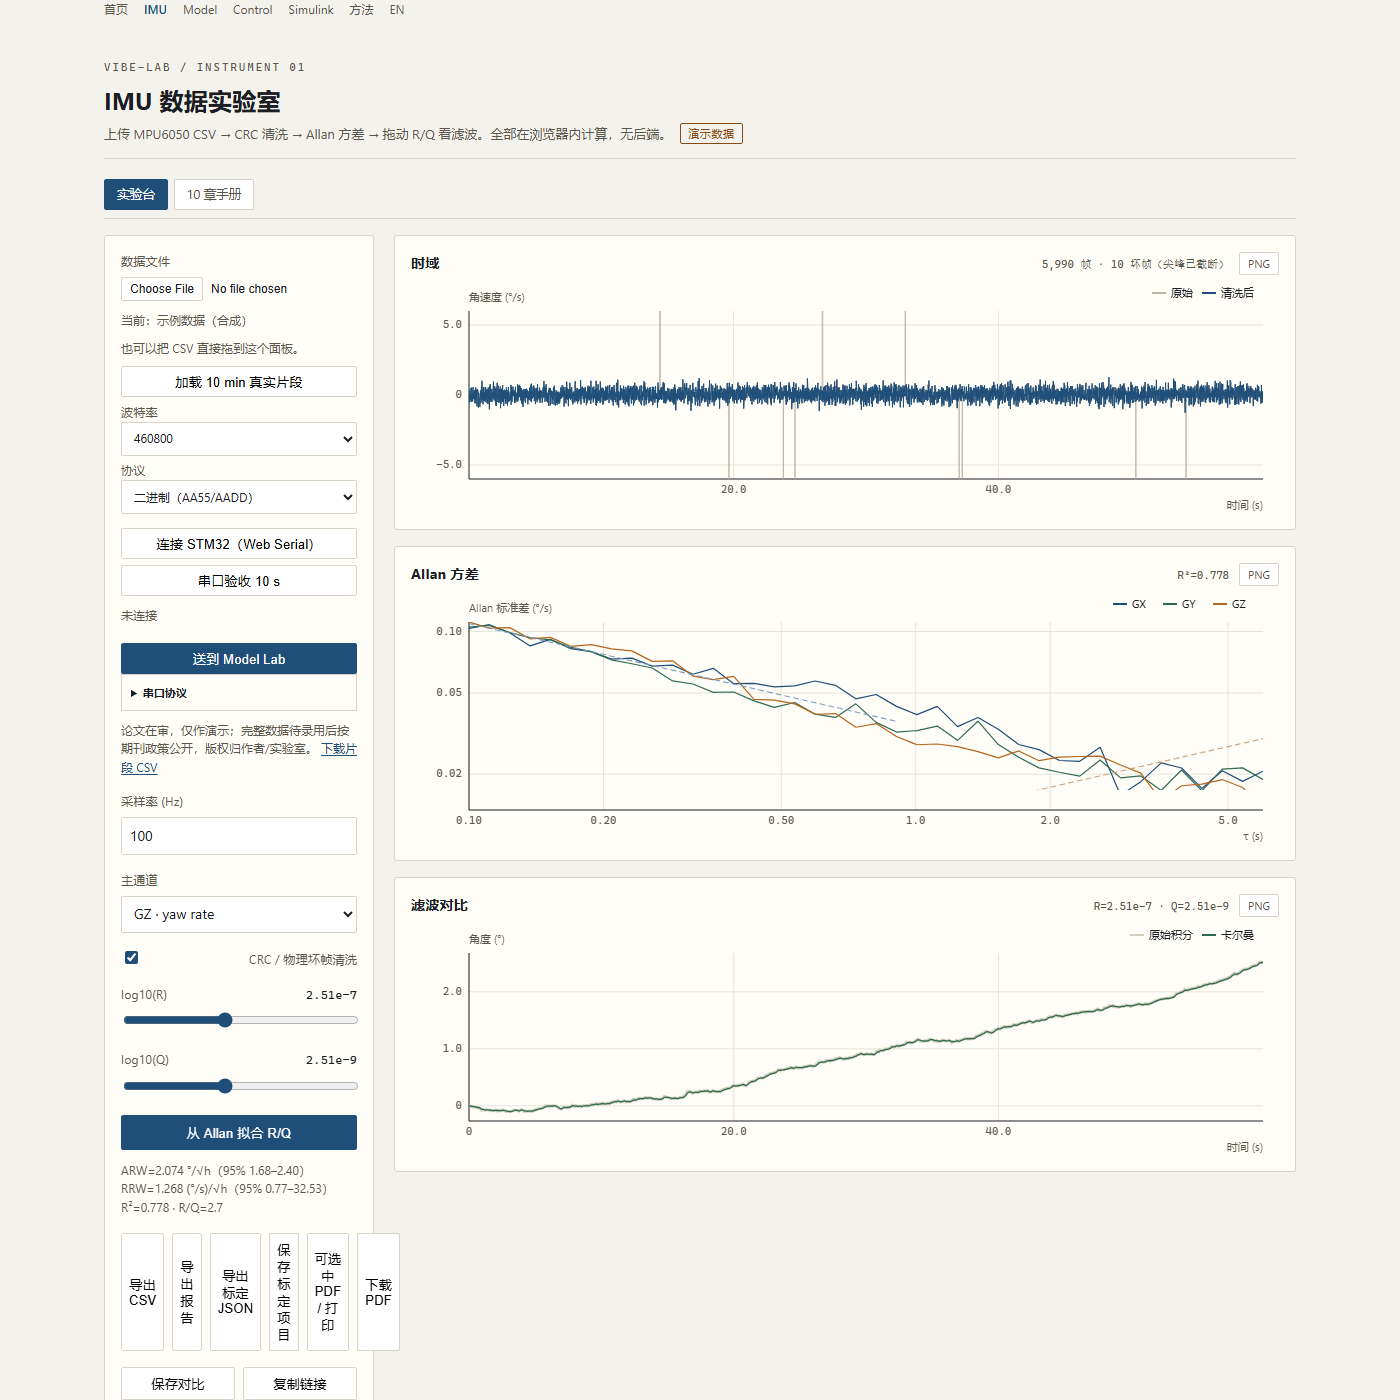 首页 IMU Model Control Simulink 方法 EN
VIBE-LAB / INSTRUMENT 01
IMU 数据实验室
上传 MPU6050 CSV → CRC 清洗 → Allan 方差 → 拖动 R/Q 看滤波。全部在浏览器内计算，无后端。 演示数据
实验台 10 章手册
数据文件
Choose File No file chosen
当前：示例数据（合成）
也可以把 CSV 直接拖到这个面板。
加载 10 min 真实片段
波特率
460800
协议
二进制（AA55/AADD）
连接 STM32（Web Serial）
串口验收 10 s
未连接
送到 Model Lab
▶ 串口协议
论文在审，仅作演示；完整数据待录用后按
期刊政策公开，版权归作者/实验室。 下载片
段 CSV
采样率 (Hz)
100
主通道
GZ · yaw rate
CRC / 物理坏帧清洗
log10(R) 2.51e-7
log10(Q) 2.51e-9
从 Allan 拟合 R/Q
ARW=2.074 °/√h（95% 1.68–2.40）
RRW=1.268 (°/s)/√h（95% 0.77–32.53）
R²=0.778 · R/Q=2.7
导出
CSV
导
出
报
告
导出
标定
JSON
保
存
标
定
项
目
可选
中
PDF
/ 打
印
下载
PDF
保存对比 复制链接
时域 5,990 帧 · 10 坏帧（尖峰已截断） PNG
角速度 (°/s) 原始 清洗后
5.0
0
−5.0
20.0 40.0
时间 (s)
Allan 方差 R²=0.778 PNG
Allan 标准差 (°/s) GX GY GZ
0.10
0.05
0.02
0.10 0.20 0.50 1.0 2.0 5.0
τ (s)
滤波对比 R=2.51e-7 · Q=2.51e-9 PNG
角度 (°) 原始积分 卡尔曼
2.0
1.0
0
0 20.0 40.0
时间 (s)